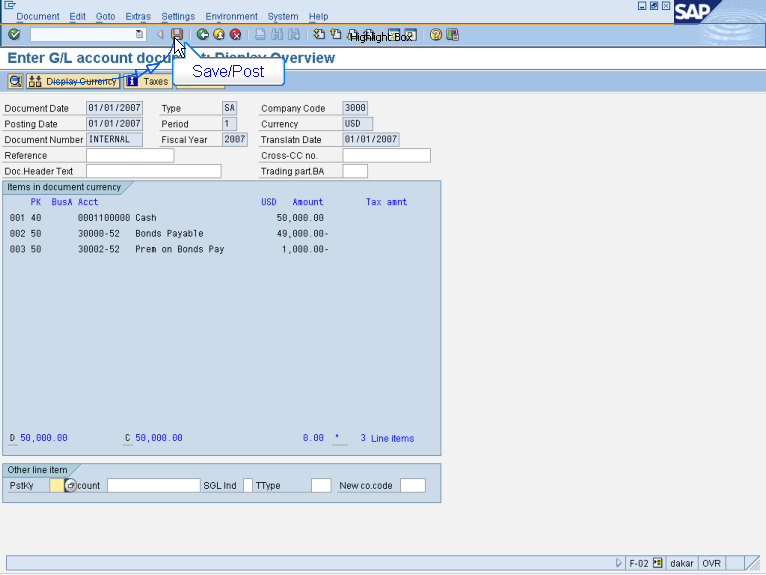 Document Edit Goto Extras Settings Environment System Help
SAP
Highlight Box
Enter G/L account document: Display Overview
Save/Post
Display Currency Taxes
Document Date 01/01/2007 Type SA Company Code 3000
Posting Date 01/01/2007 Period 1 Currency USD
Document Number INTERNAL Fiscal Year 2007 Translatn Date 01/01/2007
Reference Cross-CC no.
Doc.Header Text Trading part.BA
Items in document currency
PK BusA Acct USD Amount Tax amnt
001 40 0001100000 Cash 50,000.00
002 50 30000-52 Bonds Payable 49,000.00-
003 50 30002-52 Prem on Bonds Pay 1,000.00-
D 50,000.00 C 50,000.00 0.00 * 3 Line items
Other line item
PstKy count SGL Ind TType New co.code
F-02 dakar OVR